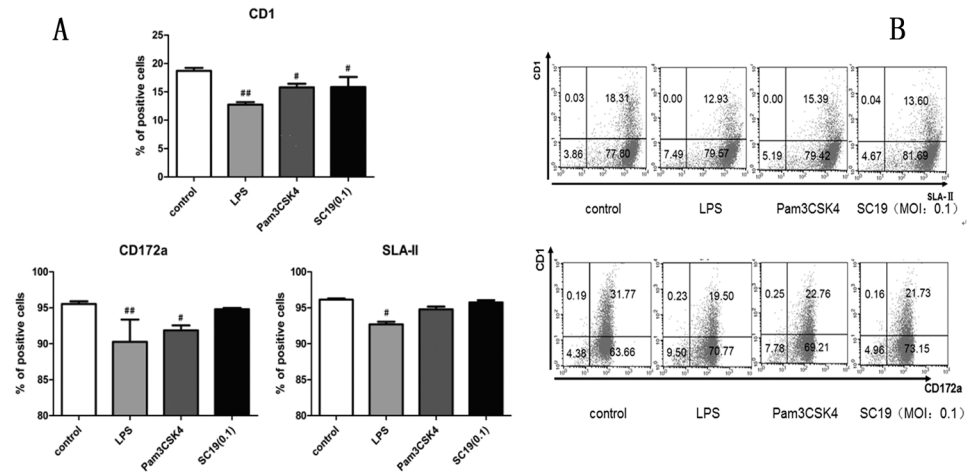 A
CD1
% of positive cells
25
20
15
10
5
0
##
#
#
control
LPS
Pam3CSK4
SC19(0.1)
CD172a
% of positive cells
100
95
90
85
80
##
#
control
LPS
Pam3CSK4
SC19(0.1)
SLA-II
% of positive cells
100
95
90
85
80
#
control
LPS
Pam3CSK4
SC19(0.1)
B
CD1
0.03 18.31
3.86 77.80
0.00 12.93
7.49 79.57
0.00 15.39
5.19 79.42
0.04 13.60
4.67 81.69
SLA-Ⅱ
control LPS Pam3CSK4 SC19（MOI：0.1）
CD1
0.19 31.77
4.38 63.66
0.23 19.50
9.50 70.77
0.25 22.76
7.78 69.21
0.16 21.73
4.96 73.15
CD172a
control LPS Pam3CSK4 SC19（MOI：0.1）